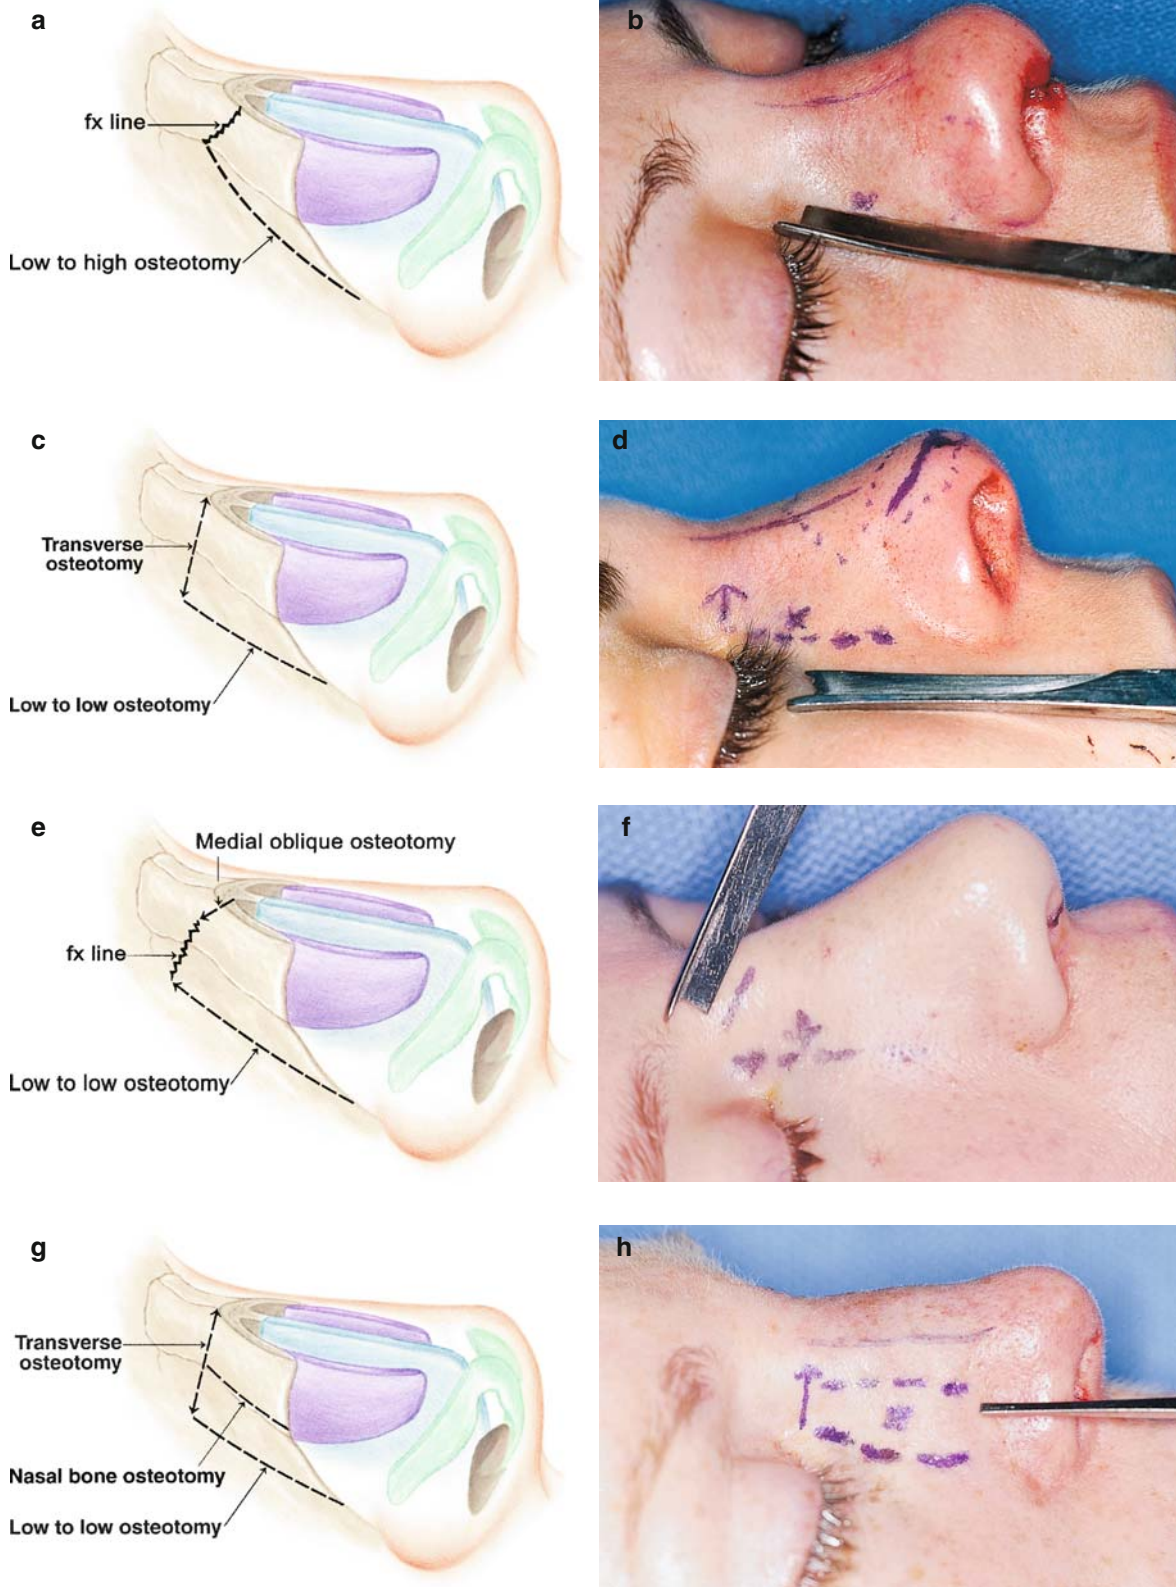 a
b
fx line
Low to high osteotomy
c
d
Transverse
osteotomy
Low to low osteotomy
e
f
Medial oblique osteotomy
fx line
Low to low osteotomy
g
h
Transverse
osteotomy
Nasal bone osteotomy
Low to low osteotomy